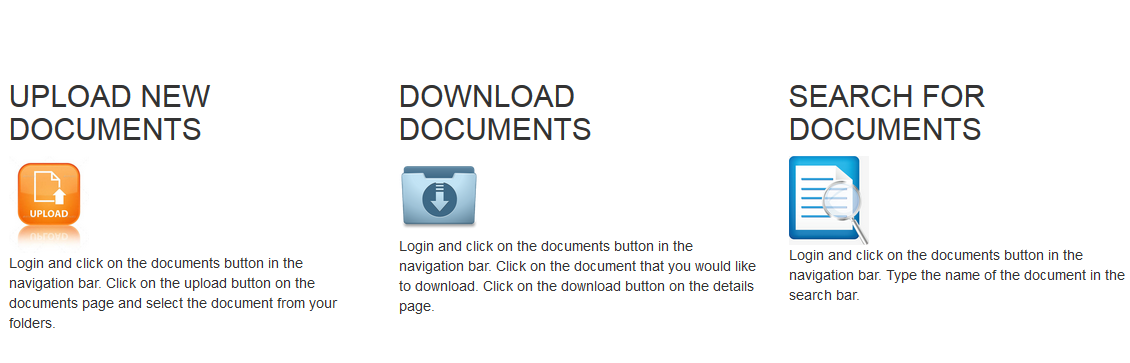 UPLOAD NEW
DOCUMENTS
UPLOAD
Login and click on the documents button in the
navigation bar. Click on the upload button on the
documents page and select the document from your
folders.
DOWNLOAD
DOCUMENTS
Login and click on the documents button in the
navigation bar. Click on the document that you would like
to download. Click on the download button on the details
page.
SEARCH FOR
DOCUMENTS
Login and click on the documents button in the
navigation bar. Type the name of the document in the
search bar.